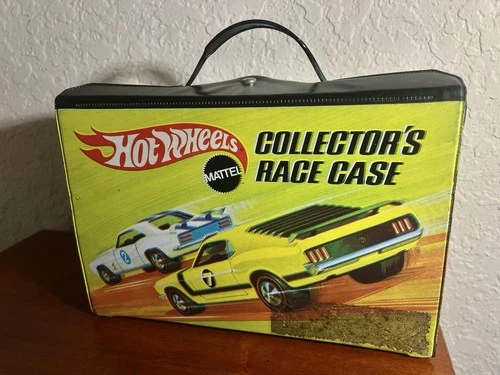 Hot Wheels
MATTEL
COLLECTOR'S
RACE CASE
7